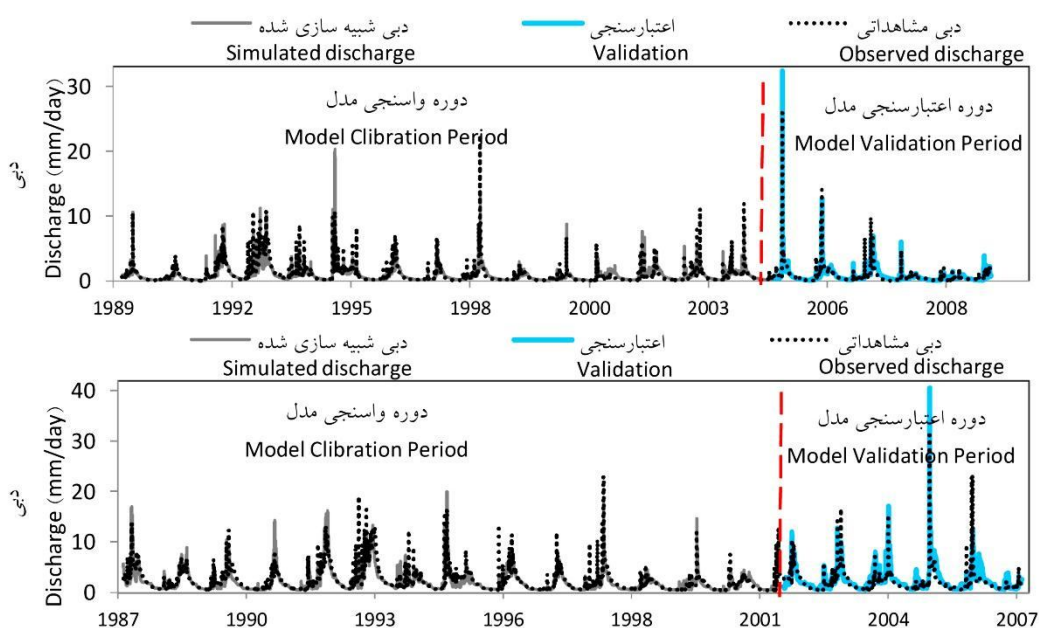 دبی شبیه سازی شده اعتبارسنجی دبی مشاهداتی
Simulated discharge Validation Observed discharge
دبی
Discharge (mm/day)
30
20
10
0
دوره واسنجی مدل
Model Clibration Period
دوره اعتبارسنجی مدل
Model Validation Period
1989 1992 1995 1998 2000 2003 2006 2008
دبی شبیه سازی شده اعتبارسنجی دبی مشاهداتی
Simulated discharge Validation Observed discharge
دبی
Discharge (mm/day)
40
30
20
10
0
دوره واسنجی مدل
Model Clibration Period
دوره اعتبارسنجی مدل
Model Validation Period
1987 1990 1993 1996 1998 2001 2004 2007